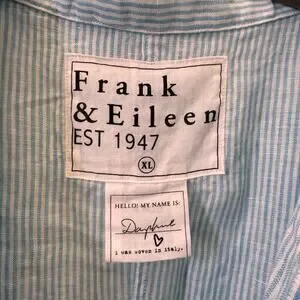 Frank
& Eileen
EST 1947
XL
HELLO! MY NAME IS:
Daphne
i was woven in italy.